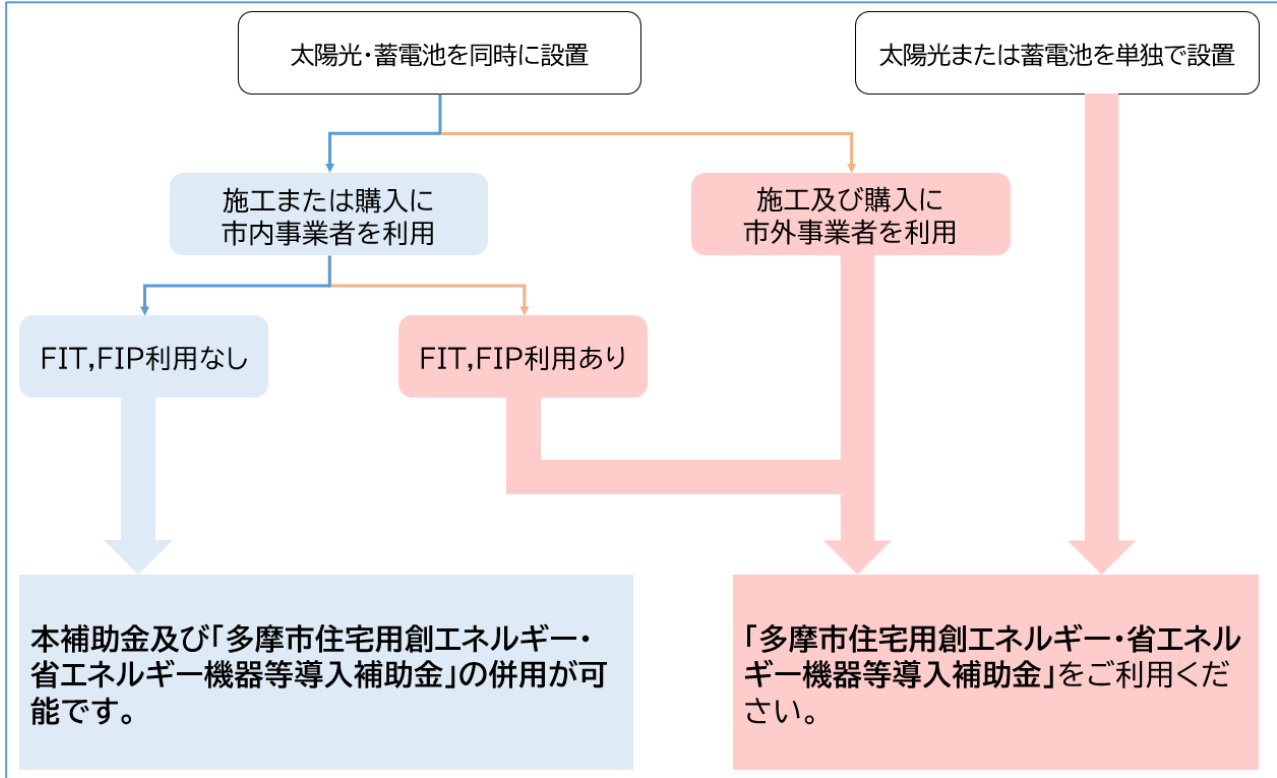 太陽光・蓄電池を同時に設置
太陽光または蓄電池を単独で設置
施工または購入に
市内事業者を利用
施工及び購入に
市外事業者を利用
FIT,FIP利用なし
FIT,FIP利用あり
本補助金及び「多摩市住宅用創エネルギー・
省エネルギー機器等導入補助金」の併用が可
能です。
「多摩市住宅用創エネルギー・省エネル
ギー機器等導入補助金」をご利用くだ
さい。